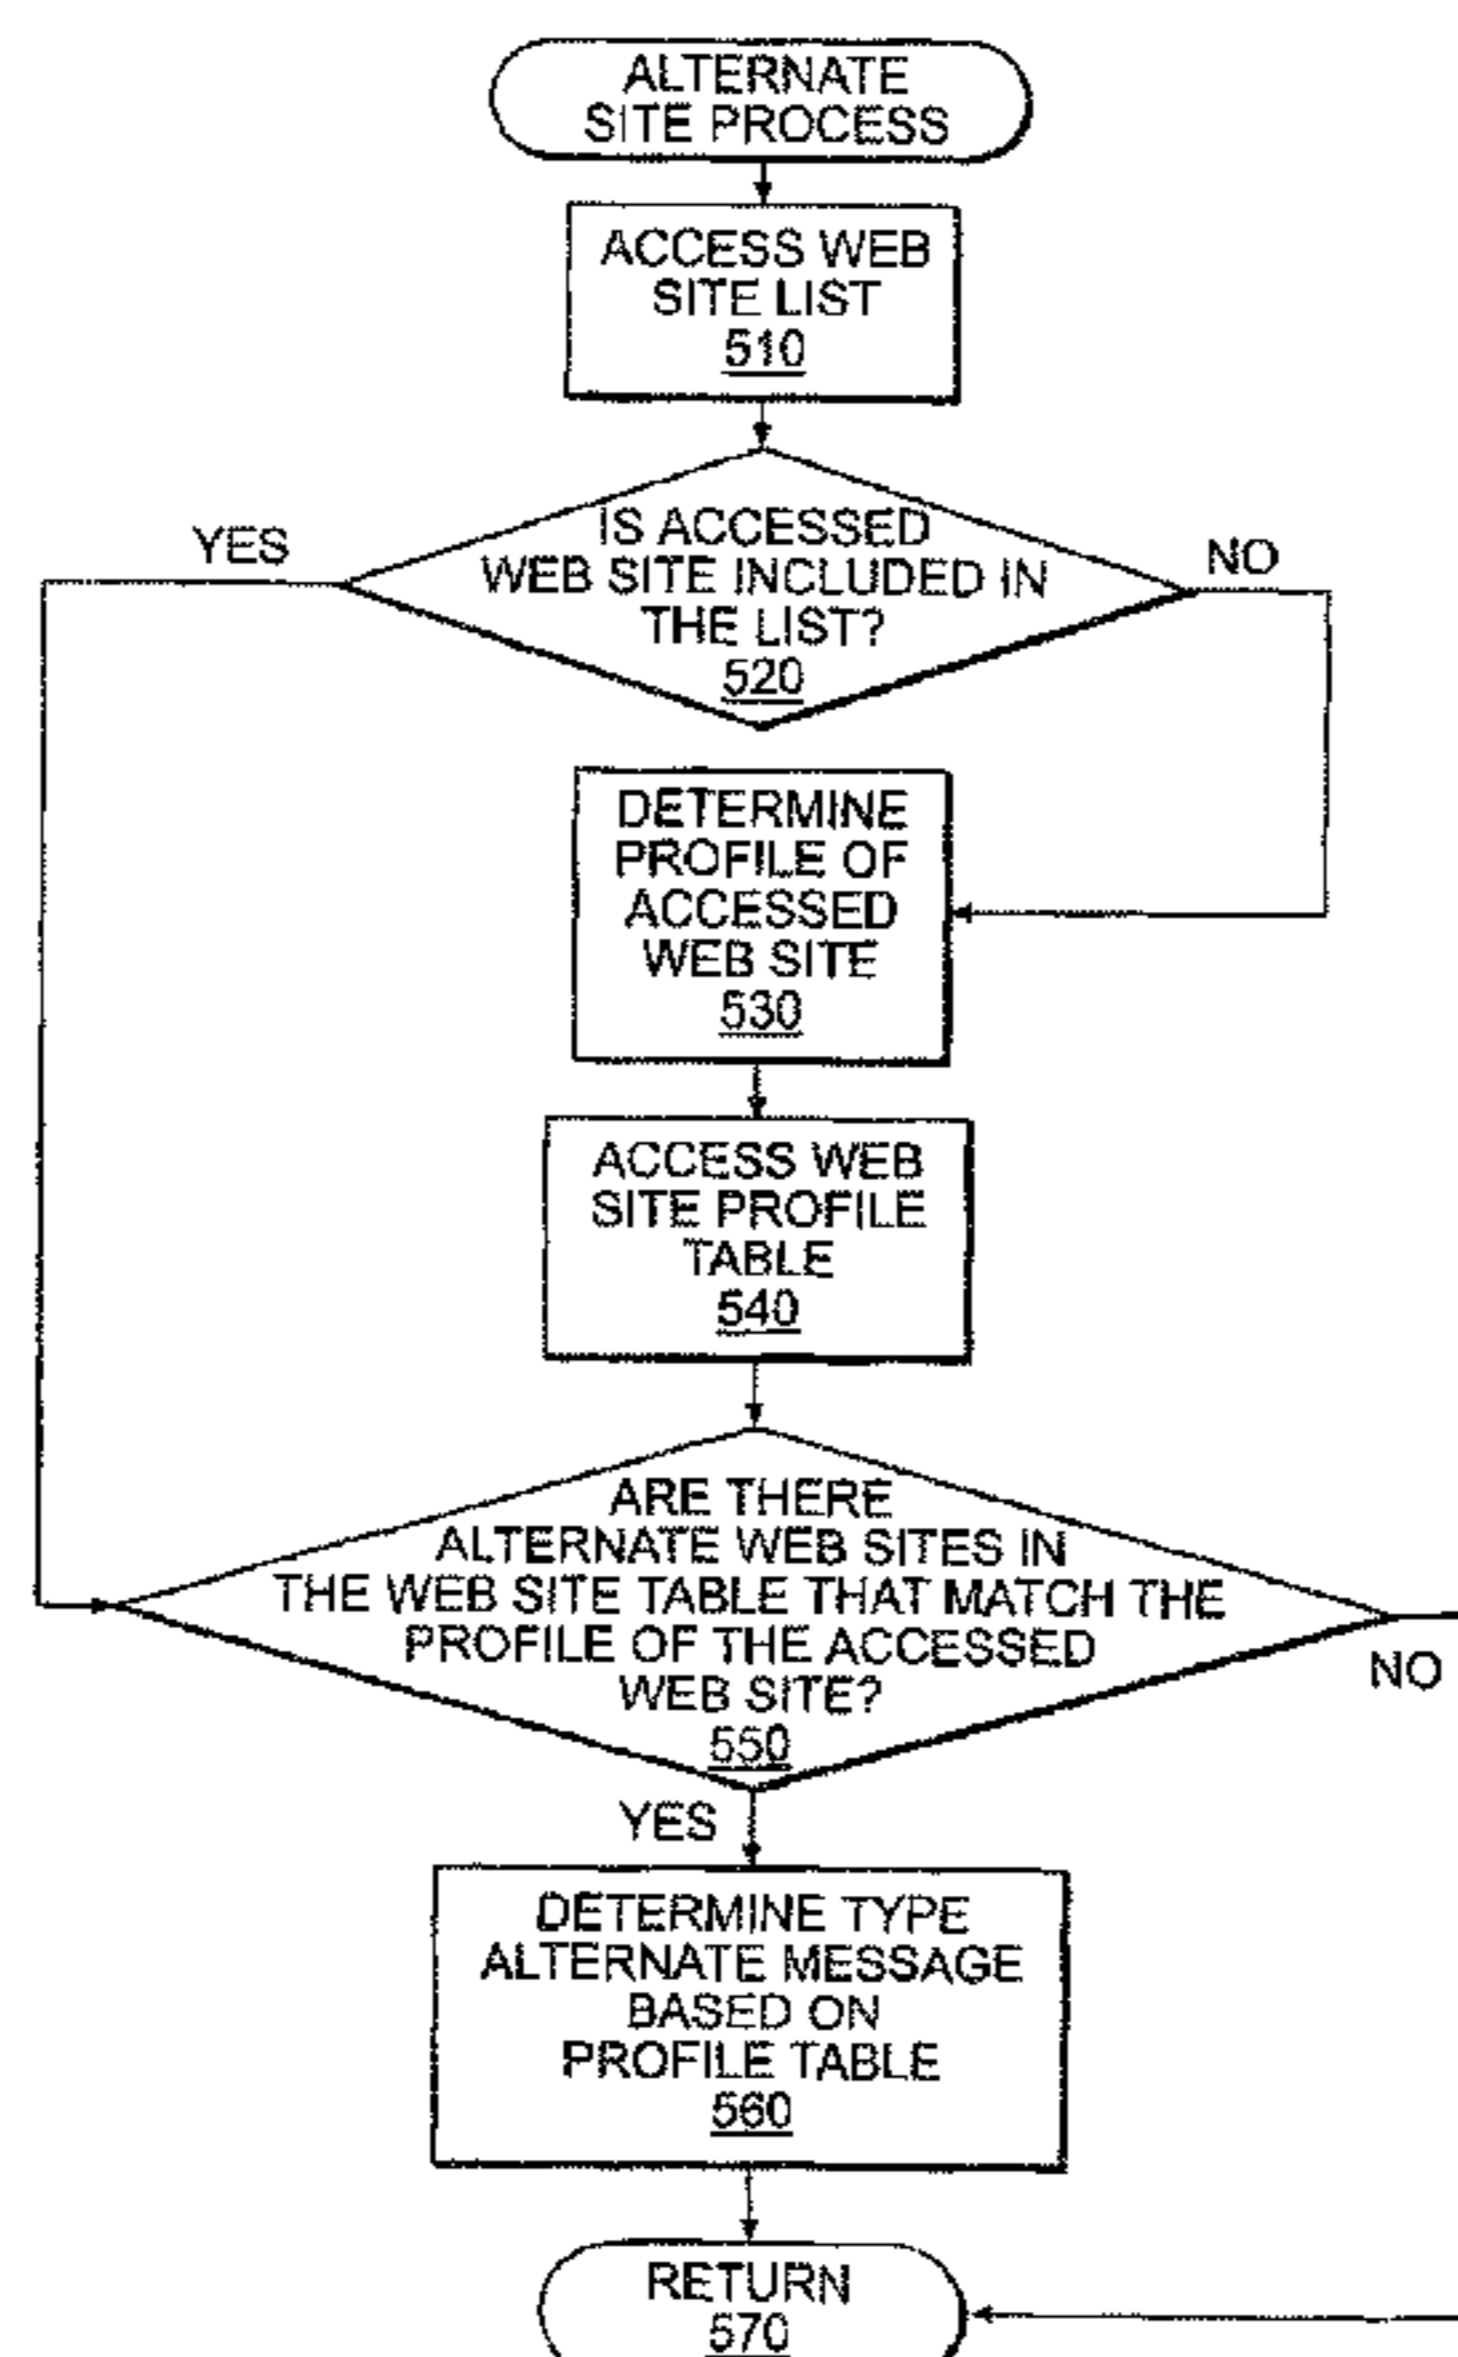 ALTERNATE
SITE PROCESS
ACCESS WEB
SITE LIST
510
YES
IS ACCESSED
WEB SITE INCLUDED IN
THE LIST?
520
NO
DETERMINE
PROFILE OF
ACCESSED
WEB SITE
530
ACCESS WEB
SITE PROFILE
TABLE
540
ARE THERE
ALTERNATE WEB SITES IN
THE WEB SITE TABLE THAT MATCH THE
PROFILE OF THE ACCESSED
WEB SITE?
550
NO
YES
DETERMINE TYPE
ALTERNATE MESSAGE
BASED ON
PROFILE TABLE
560
RETURN
570